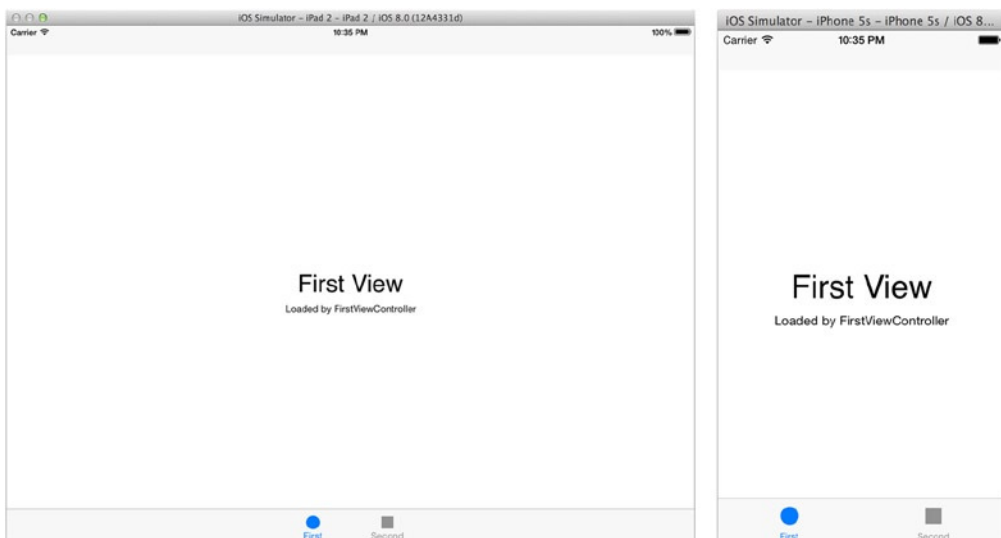 iOS Simulator – iPad 2 – iPad 2 / iOS 8.0 (12A4331d)
Carrier 10:35 PM 100%
First View
Loaded by FirstViewController
First Second
iOS Simulator – iPhone 5s – iPhone 5s / iOS 8...
Carrier 10:35 PM
First View
Loaded by FirstViewController
First Second